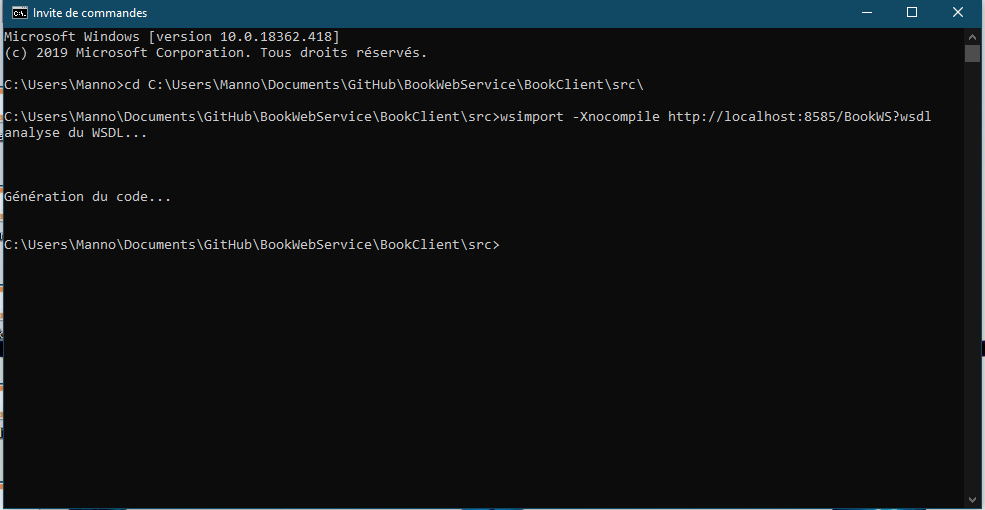 Invite de commandes
Microsoft Windows [version 10.0.18362.418]
(c) 2019 Microsoft Corporation. Tous droits réservés.
C:\Users\Manno>cd C:\Users\Manno\Documents\GitHub\BookWebService\BookClient\src\
C:\Users\Manno\Documents\GitHub\BookWebService\BookClient\src>wsimport -Xnocompile http://localhost:8585/BookWS?wsdl
analyse du WSDL...
Génération du code...
C:\Users\Manno\Documents\GitHub\BookWebService\BookClient\src>